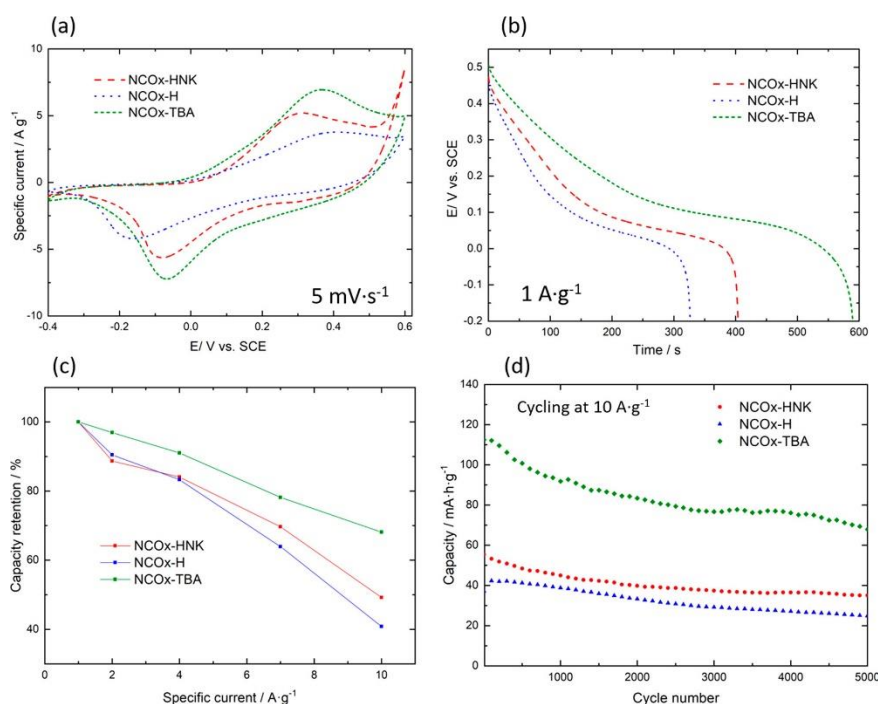 (a)
NCOx-HNK
NCOx-H
NCOx-TBA
Specific current / A g⁻¹
10
5
0
-5
-10
-0.4
-0.2
0.0
0.2
0.4
0.6
E/ V vs. SCE
5 mV·s⁻¹
(b)
NCOx-HNK
NCOx-H
NCOx-TBA
E/ V vs. SCE
0.5
0.4
0.3
0.2
0.1
0.0
-0.1
-0.2
0
100
200
300
400
500
600
Time / s
1 A·g⁻¹
(c)
Capacity retention / %
100
80
60
40
NCOx-HNK
NCOx-H
NCOx-TBA
0
2
4
6
8
10
Specific current / A·g⁻¹
(d)
Cycling at 10 A·g⁻¹
NCOx-HNK
NCOx-H
NCOx-TBA
Capacity / mA·h·g⁻¹
140
120
100
80
60
40
20
0
1000
2000
3000
4000
5000
Cycle number